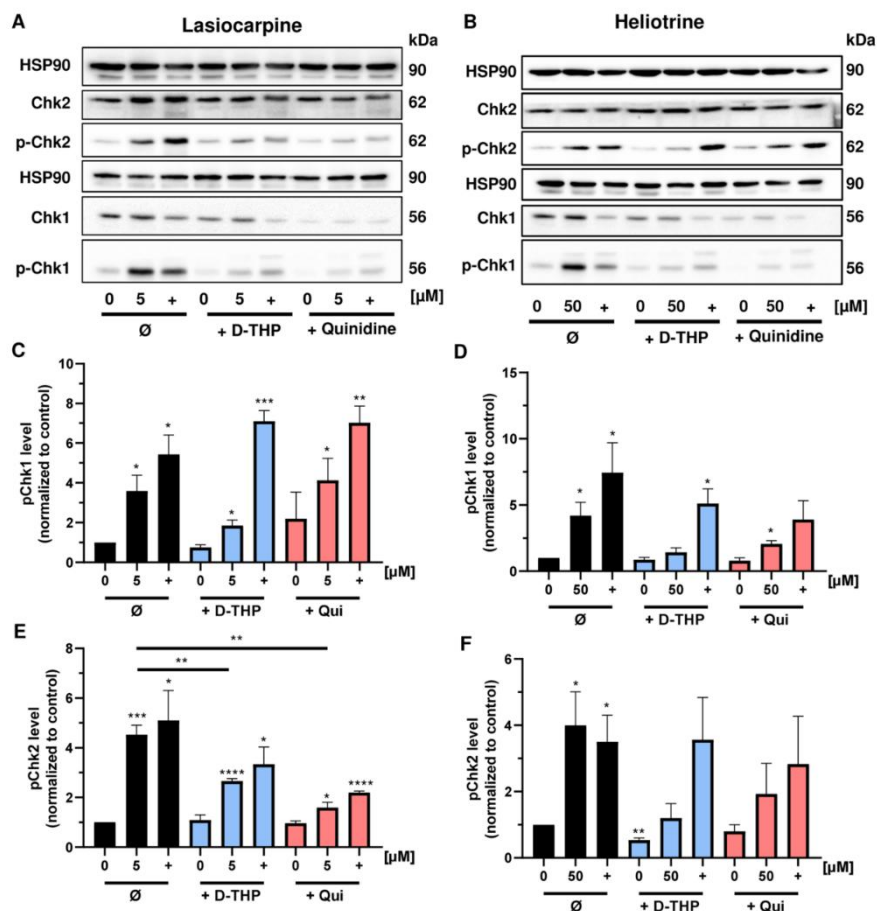 A
Lasiocarpine
kDa
HSP90
90
Chk2
62
p-Chk2
62
HSP90
90
Chk1
56
p-Chk1
56
0 5 + 0 5 + 0 5 + [μM]
Ø + D-THP + Quinidine
B
Heliotrine
kDa
HSP90
90
Chk2
62
p-Chk2
62
HSP90
90
Chk1
56
p-Chk1
56
0 50 + 0 50 + 0 50 + [μM]
Ø + D-THP + Quinidine
C
pChk1 level
(normalized to control)
10
8
6
4
2
0
* * * *** * **
0 5 + 0 5 + 0 5 + [μM]
Ø + D-THP + Qui
D
pChk1 level
(normalized to control)
15
10
5
0
* * * *
0 50 + 0 50 + 0 50 + [μM]
Ø + D-THP + Qui
E
pChk2 level
(normalized to control)
8
6
4
2
0
**
**
*** * **** * * ****
0 5 + 0 5 + 0 5 + [μM]
Ø + D-THP + Qui
F
pChk2 level
(normalized to control)
6
4
2
0
* * **
0 50 + 0 50 + 0 50 + [μM]
Ø + D-THP + Qui